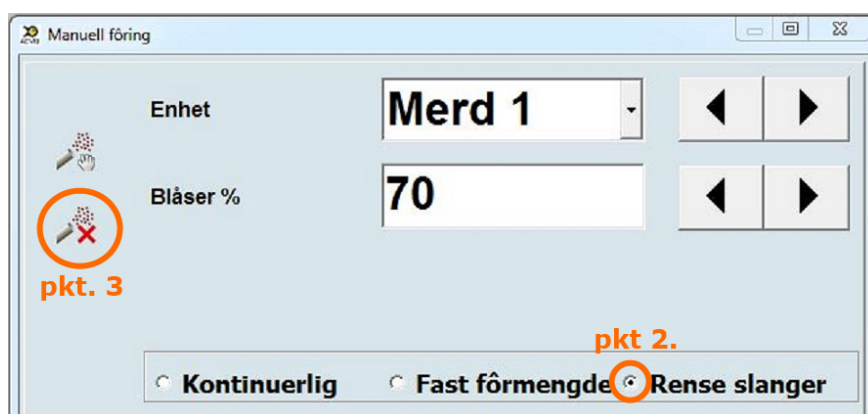 Manuell fôring
Enhet
Merd 1
Blåser %
70
pkt. 3
pkt 2.
Kontinuerlig
Fast fôrmengde
Rense slanger